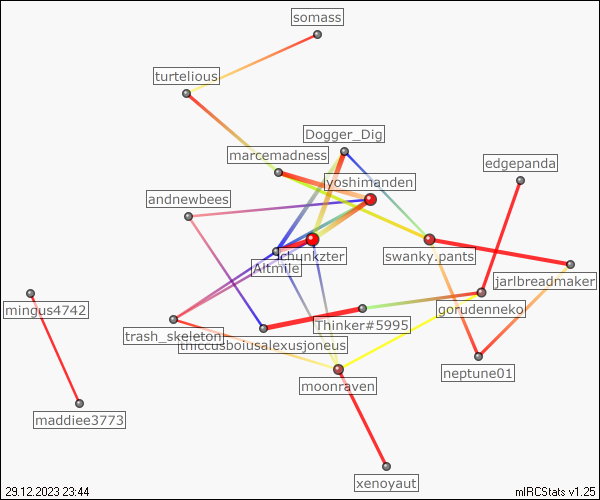 somass
turtelious
Dogger_Dig
marcemadness
edgepanda
yoshimanden
andnewbees
chunkzter
swanky.pants
Altmile
jarlbreadmaker
mingus4742
gorudenneko
Thinker#5995
trash_skeleton
thiccusboiusalexusjoneus
neptune01
moonraven
maddiee3773
xenoyaut
29.12.2023 23:44
mIRCStats v1.25